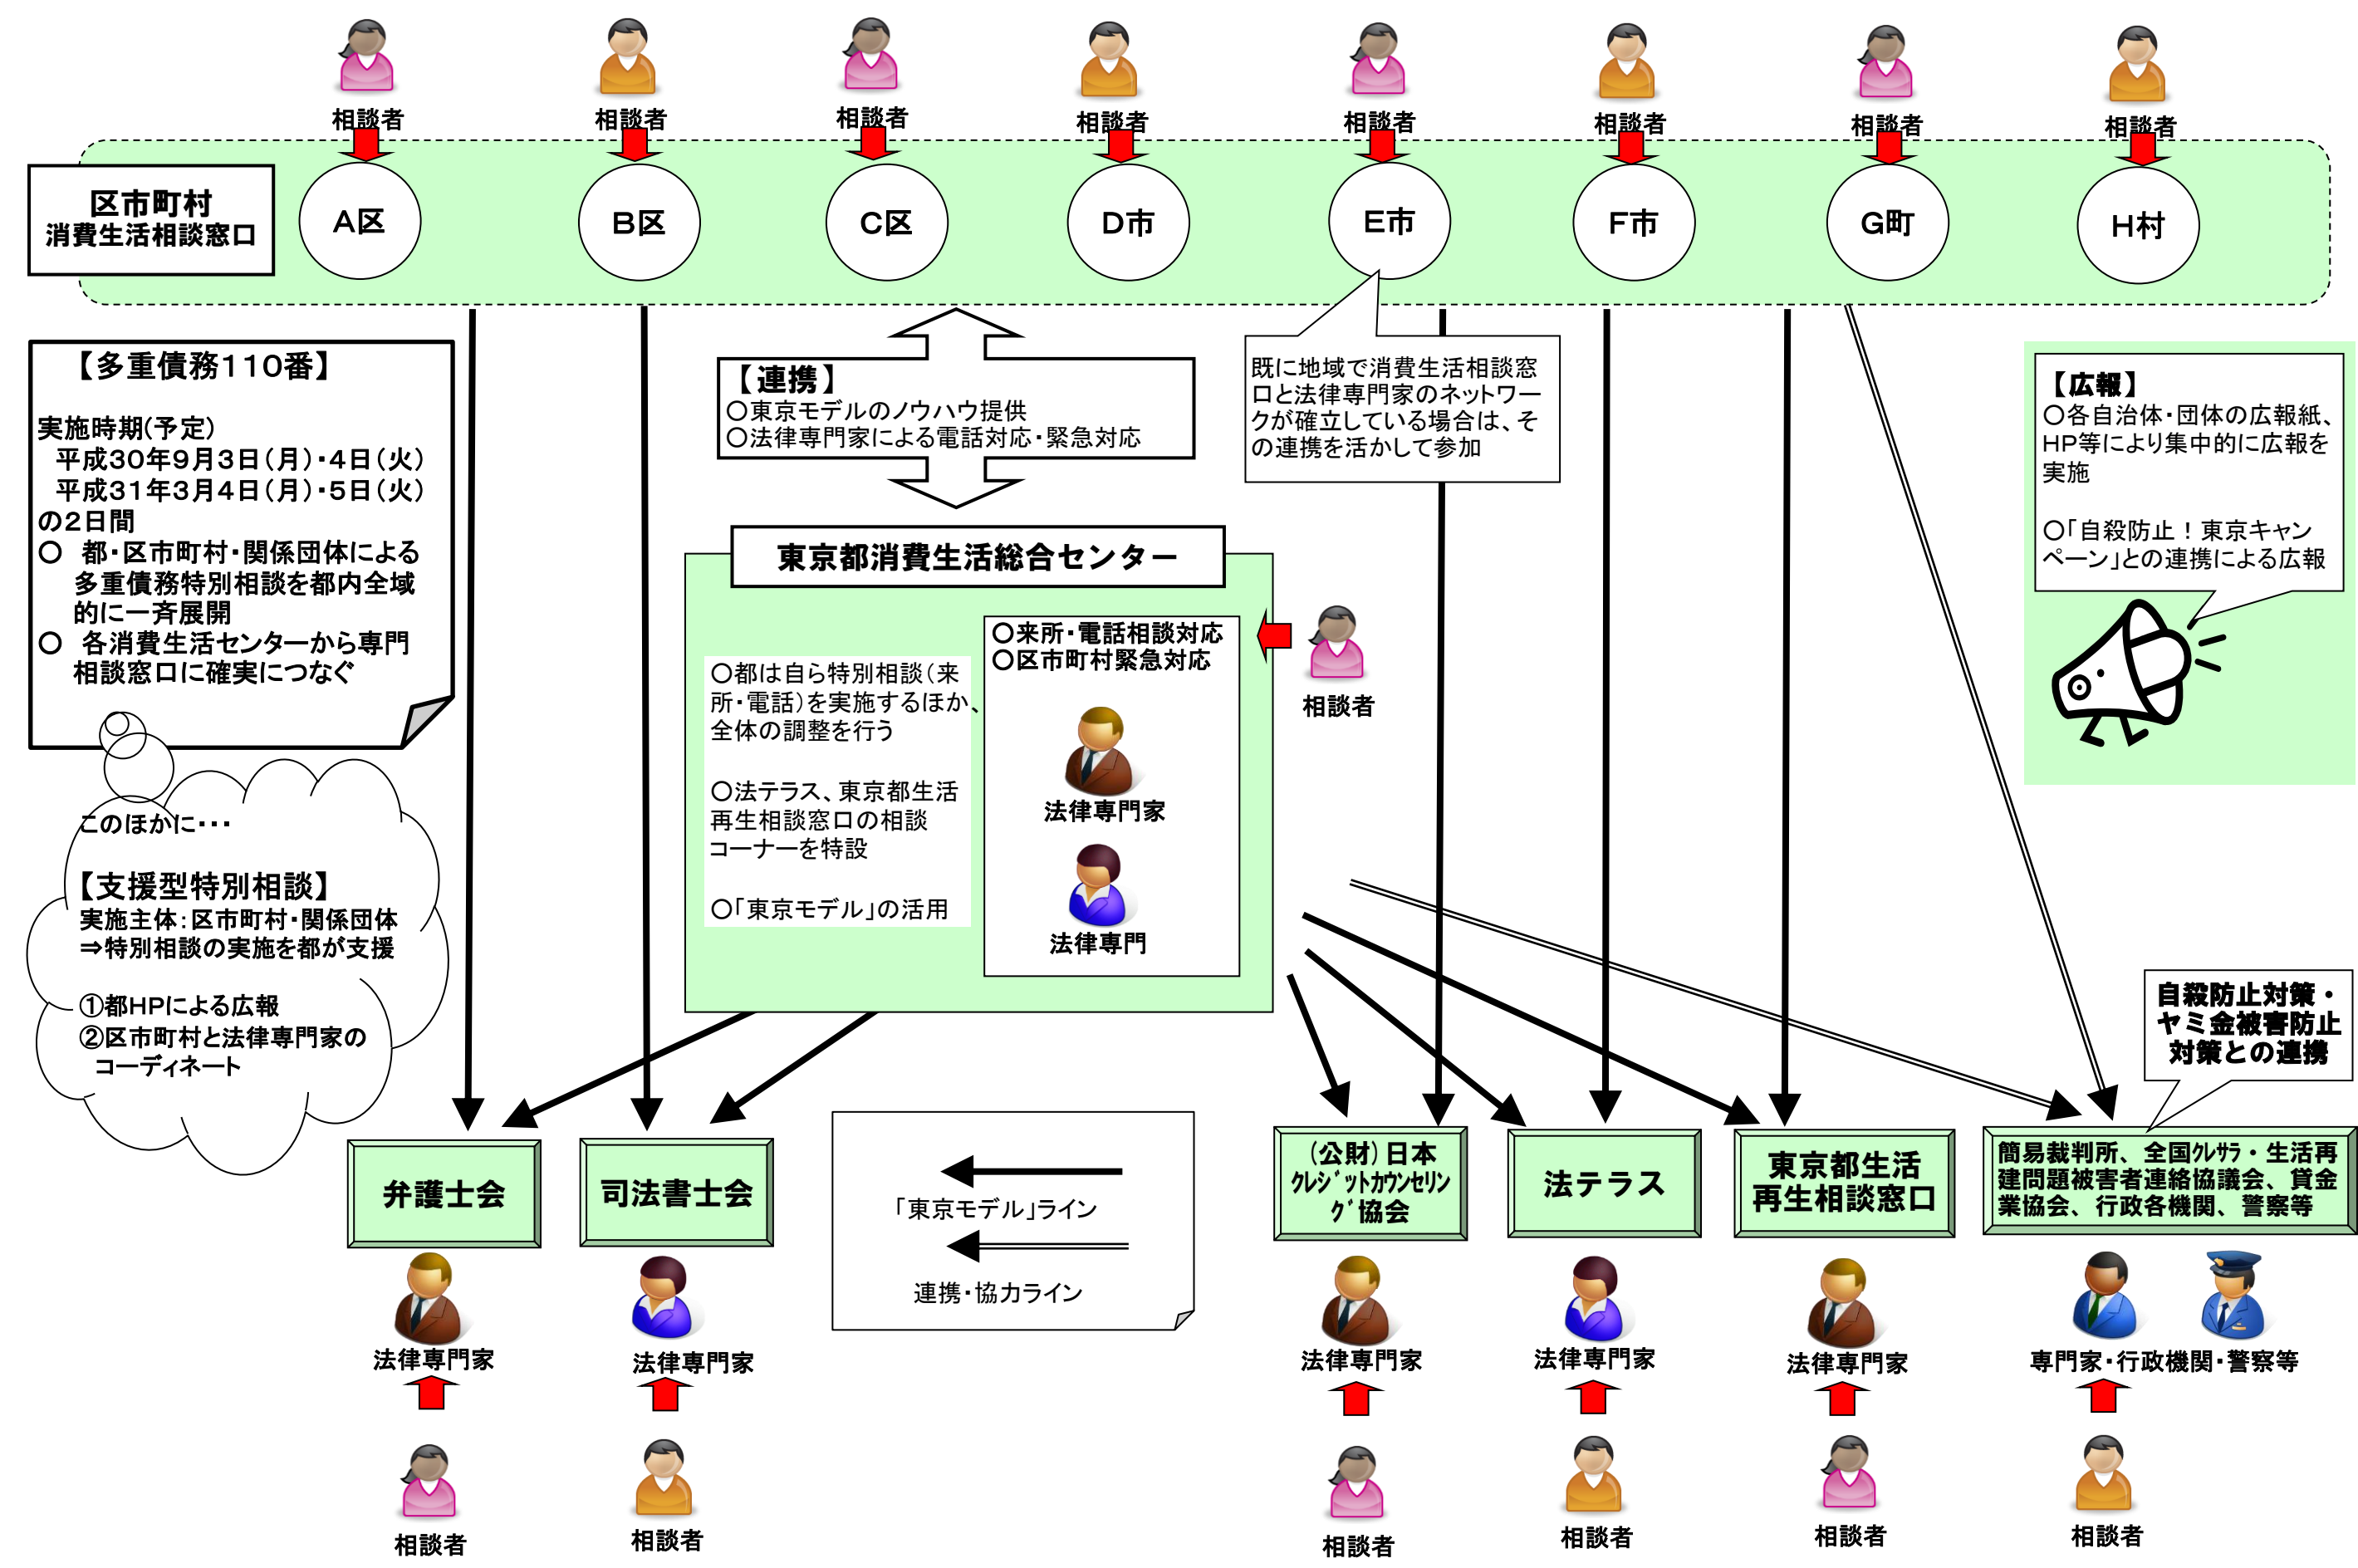 相談者
相談者
相談者
相談者
相談者
相談者
相談者
相談者
区市町村
消費生活相談窓口
A区
B区
C区
D市
E市
F市
G町
H村
【多重債務110番】
実施時期(予定)
平成30年9月3日(月)・4日(火)
平成31年3月4日(月)・5日(火)
の2日間
○ 都・区市町村・関係団体による
多重債務特別相談を都内全域
的に一斉展開
○ 各消費生活センターから専門
相談窓口に確実につなぐ
【連携】
○東京モデルのノウハウ提供
○法律専門家による電話対応・緊急対応
既に地域で消費生活相談窓
口と法律専門家のネットワー
クが確立している場合は、そ
の連携を活かして参加
【広報】
○各自治体・団体の広報紙、
HP等により集中的に広報を
実施
○「自殺防止!東京キャン
ペーン」との連携による広報
東京都消費生活総合センター
○都は自ら特別相談(来
所・電話)を実施するほか、
全体の調整を行う
○法テラス、東京都生活
再生相談窓口の相談
コーナーを特設
○「東京モデル」の活用
○来所・電話相談対応
○区市町村緊急対応
法律専門家
法律専門
相談者
このほかに・・・
【支援型特別相談】
実施主体:区市町村・関係団体
⇒特別相談の実施を都が支援
①都HPによる広報
②区市町村と法律専門家の
コーディネート
自殺防止対策・
ヤミ金被害防止
対策との連携
弁護士会
司法書士会
「東京モデル」ライン
連携・協力ライン
(公財)日本
ｸﾚｼﾞｯﾄｶｳﾝｾﾘﾝ
ｸﾞ協会
法テラス
東京都生活
再生相談窓口
簡易裁判所、全国ｸﾚｻﾗ・生活再
建問題被害者連絡協議会、貸金
業協会、行政各機関、警察等
法律専門家
法律専門家
法律専門家
法律専門家
法律専門家
専門家・行政機関・警察等
相談者
相談者
相談者
相談者
相談者
相談者